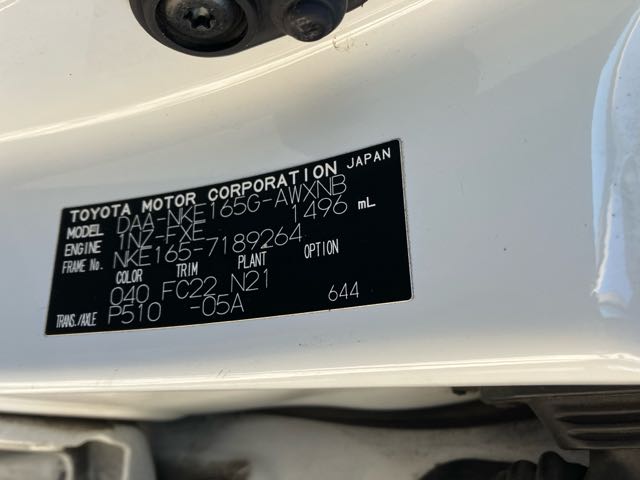 TOYOTA MOTOR CORPORATION JAPAN
MODEL DAA-NKE165G-AWXNB
ENGINE 1NZ-FXE 1496 mL
FRAME No. NKE165-7189264
COLOR TRIM PLANT OPTION
040 FC22 N21
TRANS./AXLE P510 -05A 644